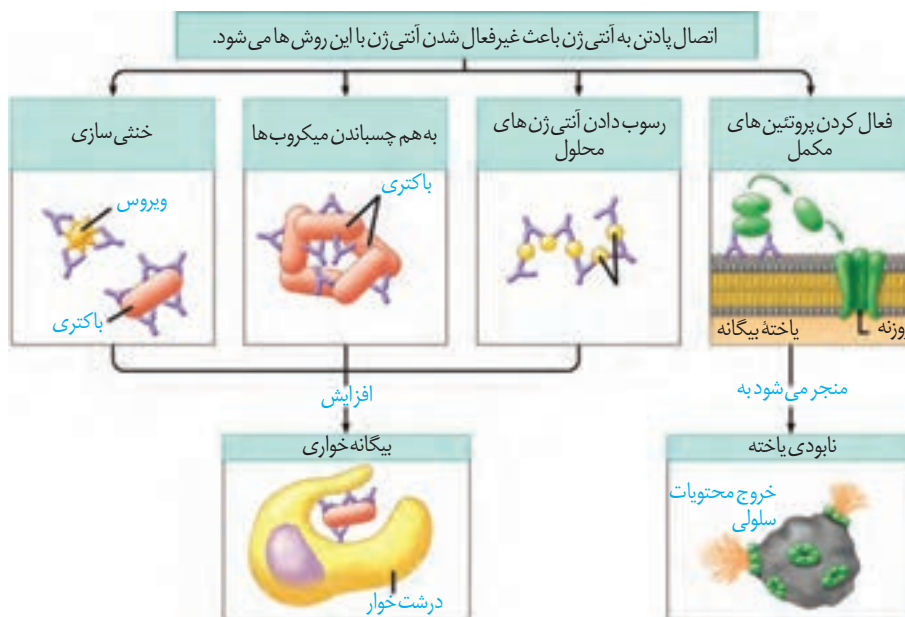 اتصال پادتن به آنتی‌ژن باعث غیرفعال شدن آنتی‌ژن با این روش‌ها می‌شود.
فعال کردن پروتئین‌های
مکمل
رسوب دادن آنتی‌ژن‌های
محلول
به هم چسباندن میکروب‌ها
خنثی سازی
ویروس
باکتری
باکتری
یاختهٔ بیگانه
روزنه
منجر می‌شود به
افزایش
نابودی یاخته
خروج محتویات
سلولی
بیگانه‌خواری
درشت‌خوار